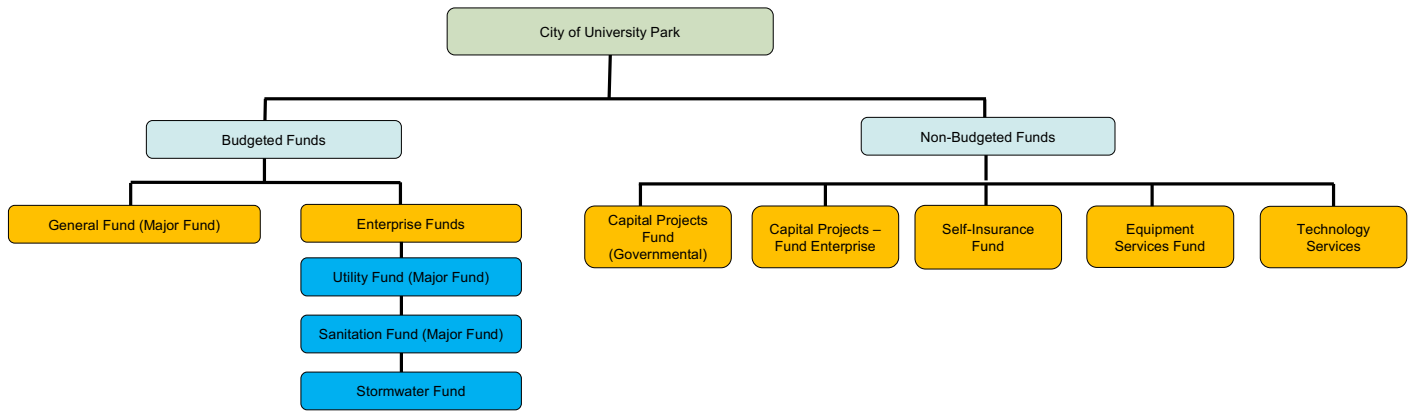 City of University Park
Budgeted Funds
Non-Budgeted Funds
General Fund (Major Fund)
Enterprise Funds
Utility Fund (Major Fund)
Sanitation Fund (Major Fund)
Stormwater Fund
Capital Projects
Fund
(Governmental)
Capital Projects –
Fund Enterprise
Self-Insurance
Fund
Equipment
Services Fund
Technology
Services